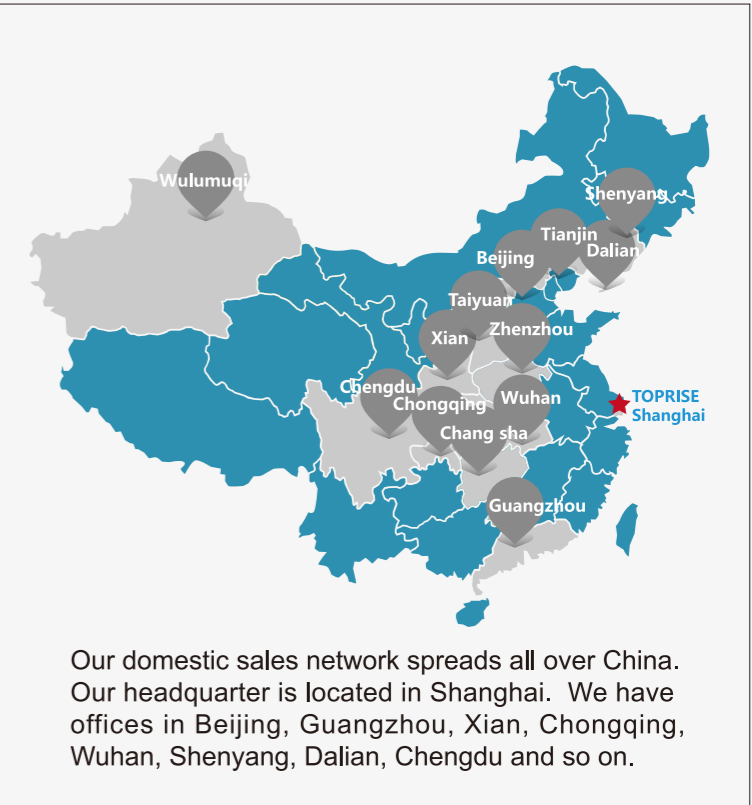 Wulumuqi
Shenyang
Tianjin
Dalian
Beijing
Taiyuan
Zhenzhou
Xian
Chengdu
Chongqing
Wuhan
Chang sha
TOPRISE
Shanghai
Guangzhou
Our domestic sales network spreads all over China.
Our headquarter is located in Shanghai. We have
offices in Beijing, Guangzhou, Xian, Chongqing,
Wuhan, Shenyang, Dalian, Chengdu and so on.